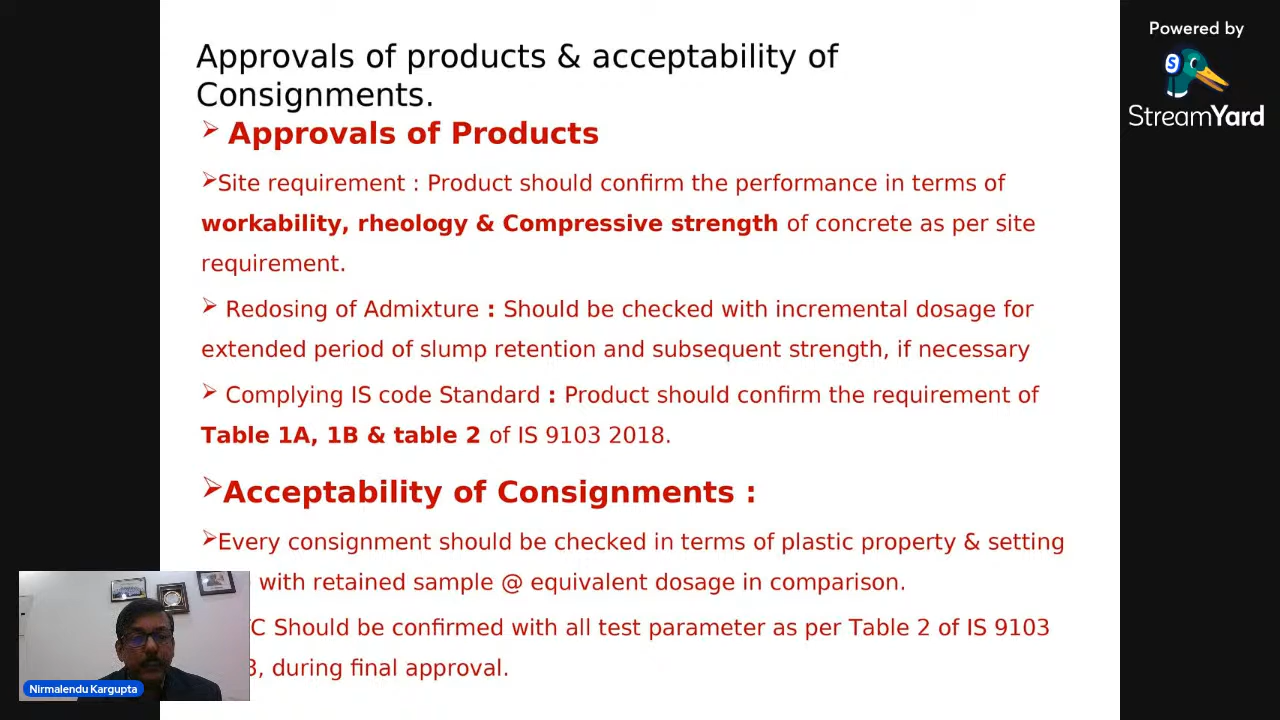 Approvals of products & acceptability of
Consignments.
Approvals of Products
Site requirement : Product should confirm the performance in terms of
workability, rheology & Compressive strength of concrete as per site
requirement.
Redosing of Admixture : Should be checked with incremental dosage for
extended period of slump retention and subsequent strength, if necessary
Complying IS code Standard : Product should confirm the requirement of
Table 1A, 1B & table 2 of IS 9103 2018.
Acceptability of Consignments :
Every consignment should be checked in terms of plastic property & setting
with retained sample @ equivalent dosage in comparison.
Should be confirmed with all test parameter as per Table 2 of IS 9103
during final approval.
Nirmalendu Kargupta
Powered by
StreamYard